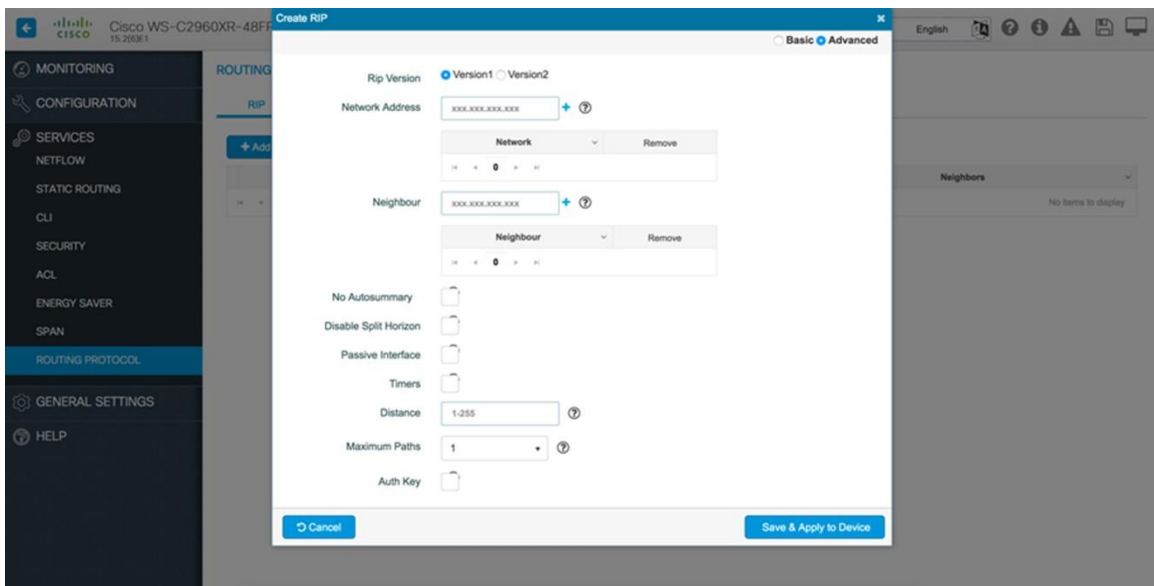 Create RIP
CISCO
Cisco WS-C2960XR-48FP
15.2(6)E1
English
Basic Advanced
MONITORING
CONFIGURATION
SERVICES
NETFLOW
STATIC ROUTING
CLI
SECURITY
ACL
ENERGY SAVER
SPAN
ROUTING PROTOCOL
GENERAL SETTINGS
HELP
ROUTING
RIP
+ Add
Rip Version Version1 Version2
Network Address xxx.xxx.xxx.xxx +
Network Remove
0
Neighbour xxx.xxx.xxx.xxx +
Neighbour Remove
0
No Autosummary
Disable Split Horizon
Passive Interface
Timers
Distance 1-255
Maximum Paths 1
Auth Key
Cancel
Save & Apply to Device
Neighbors
No items to display